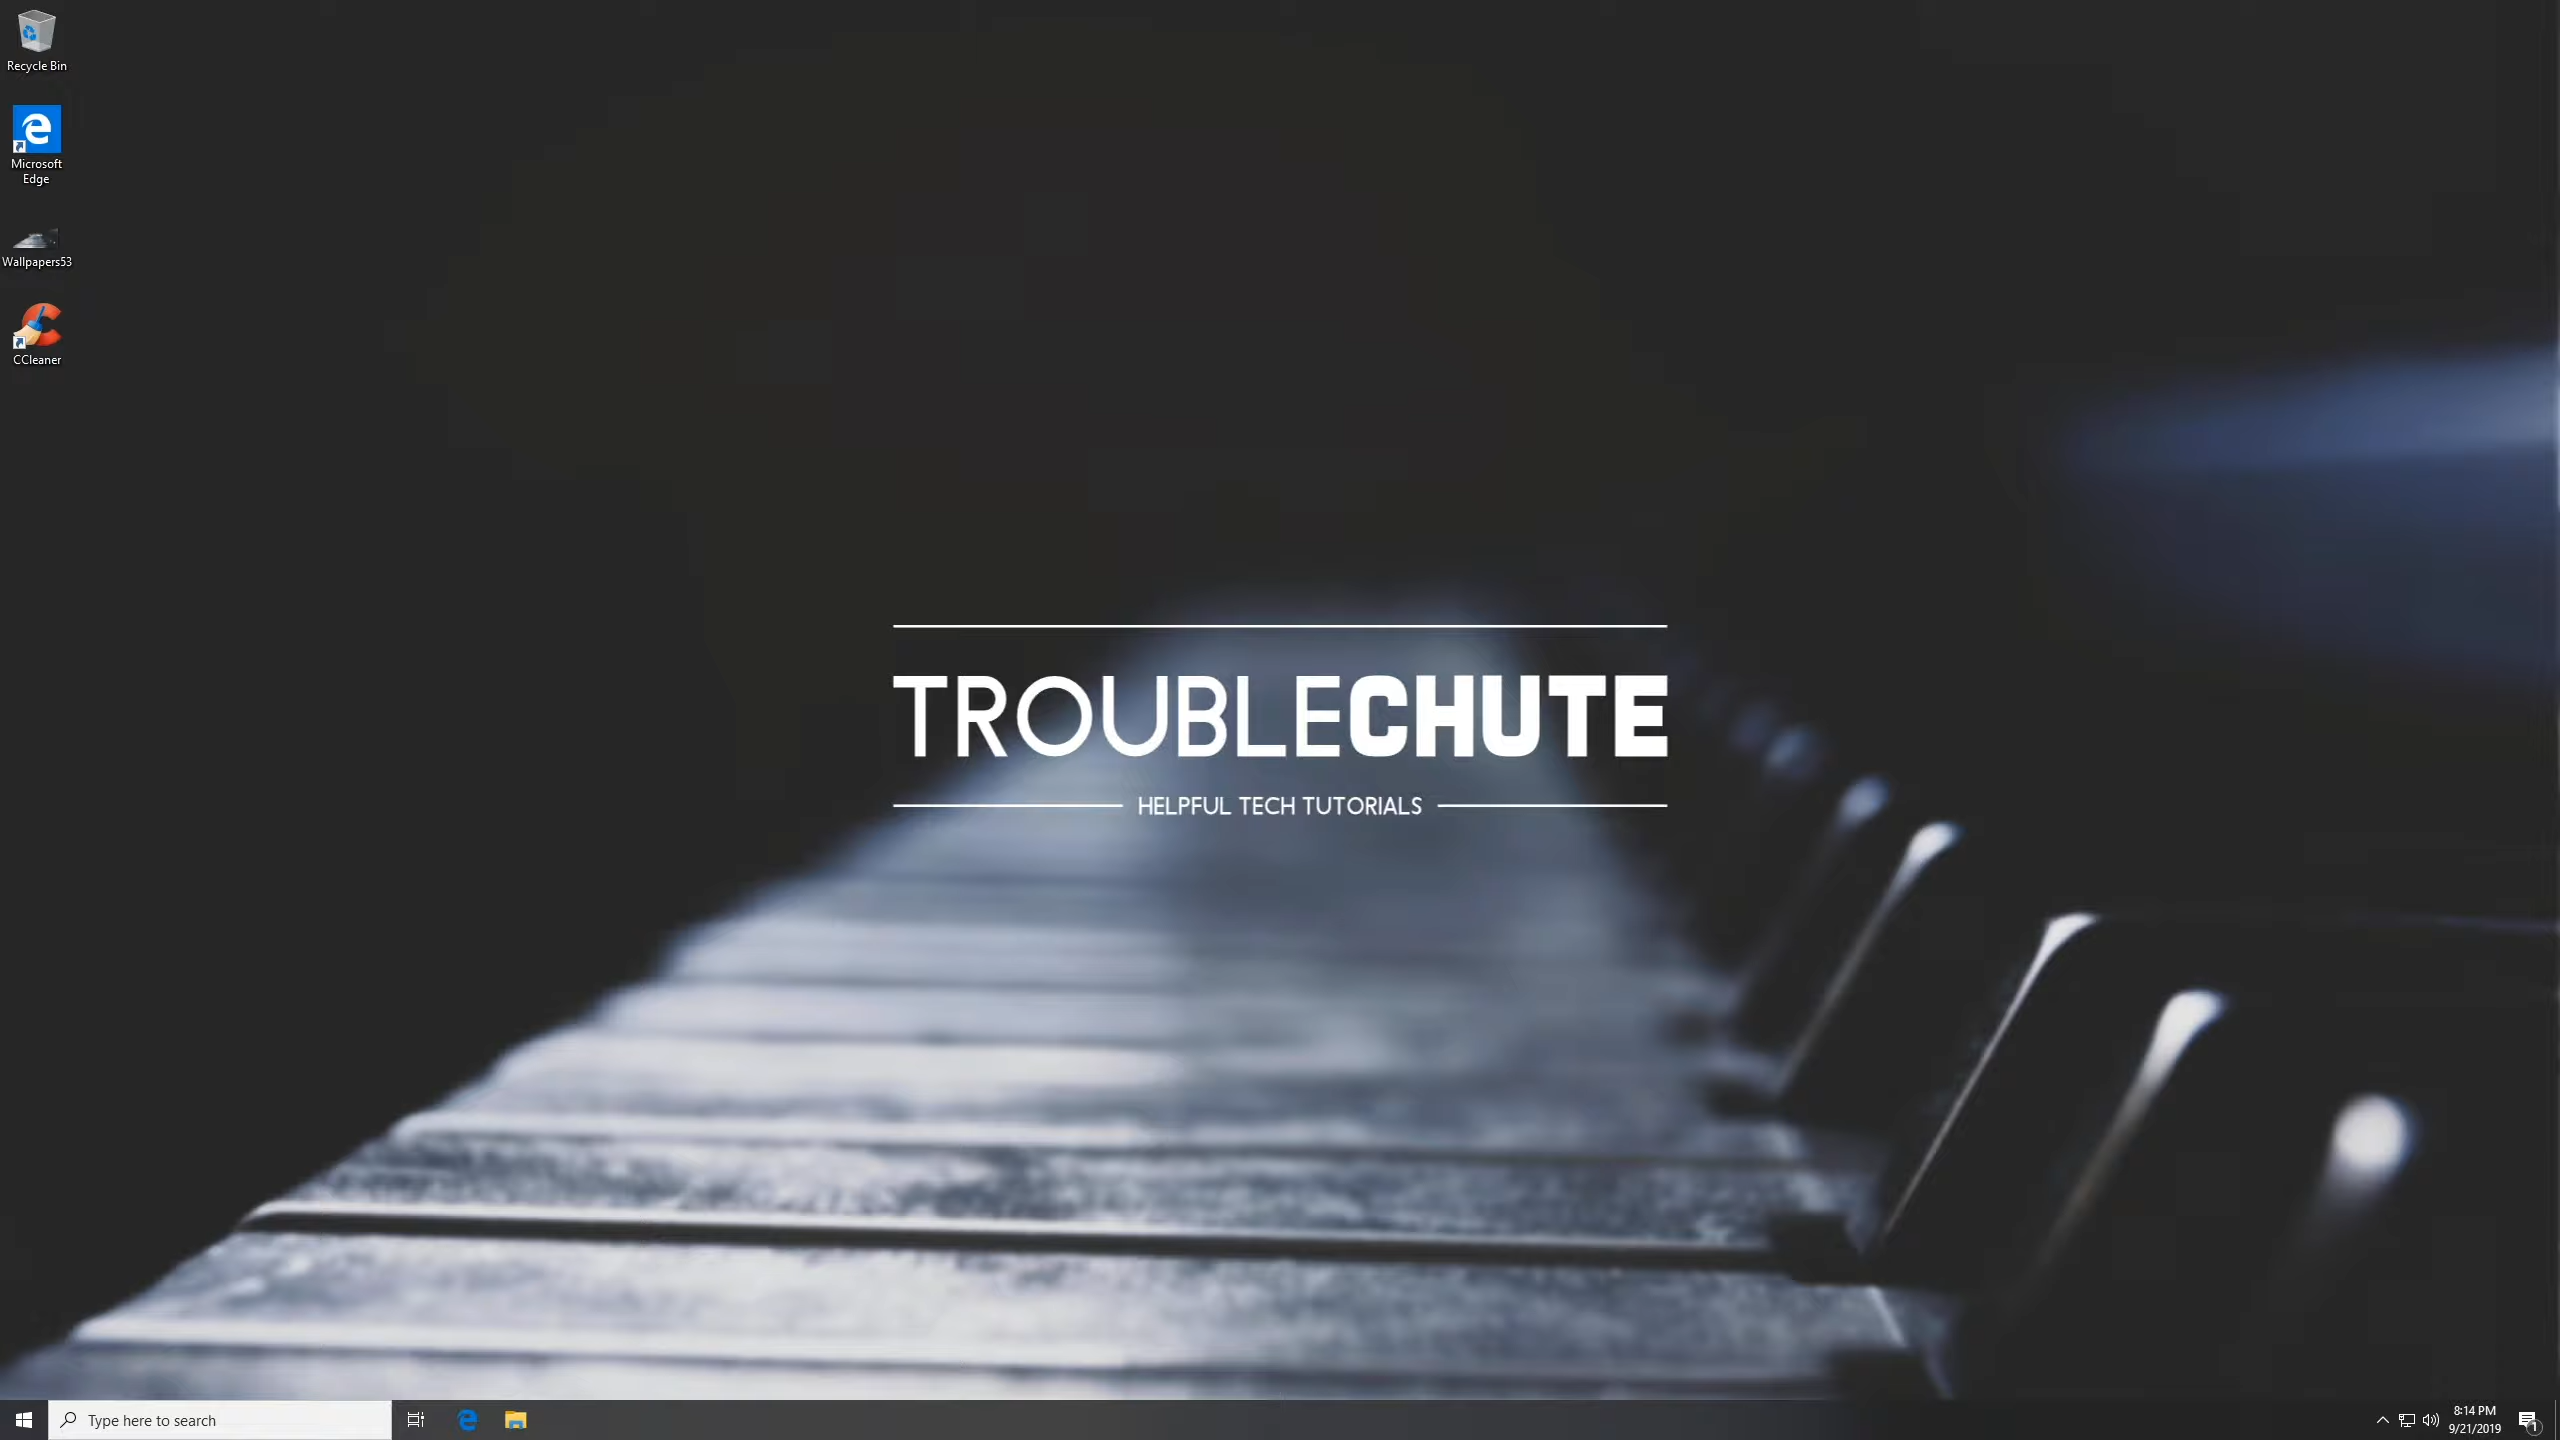 Recycle Bin
Microsoft
Edge
Wallpapers53
CCleaner
TROUBLECHUTE
HELPFUL TECH TUTORIALS
Type here to search
8:14 PM
9/21/2019
1